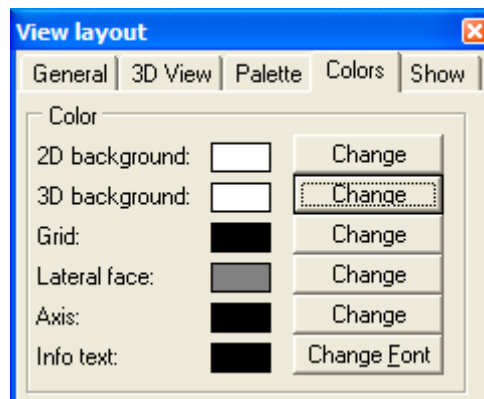 View layout
General 3D View Palette Colors Show
Color
2D background: Change
3D background: Change
Grid: Change
Lateral face: Change
Axis: Change
Info text: Change Font